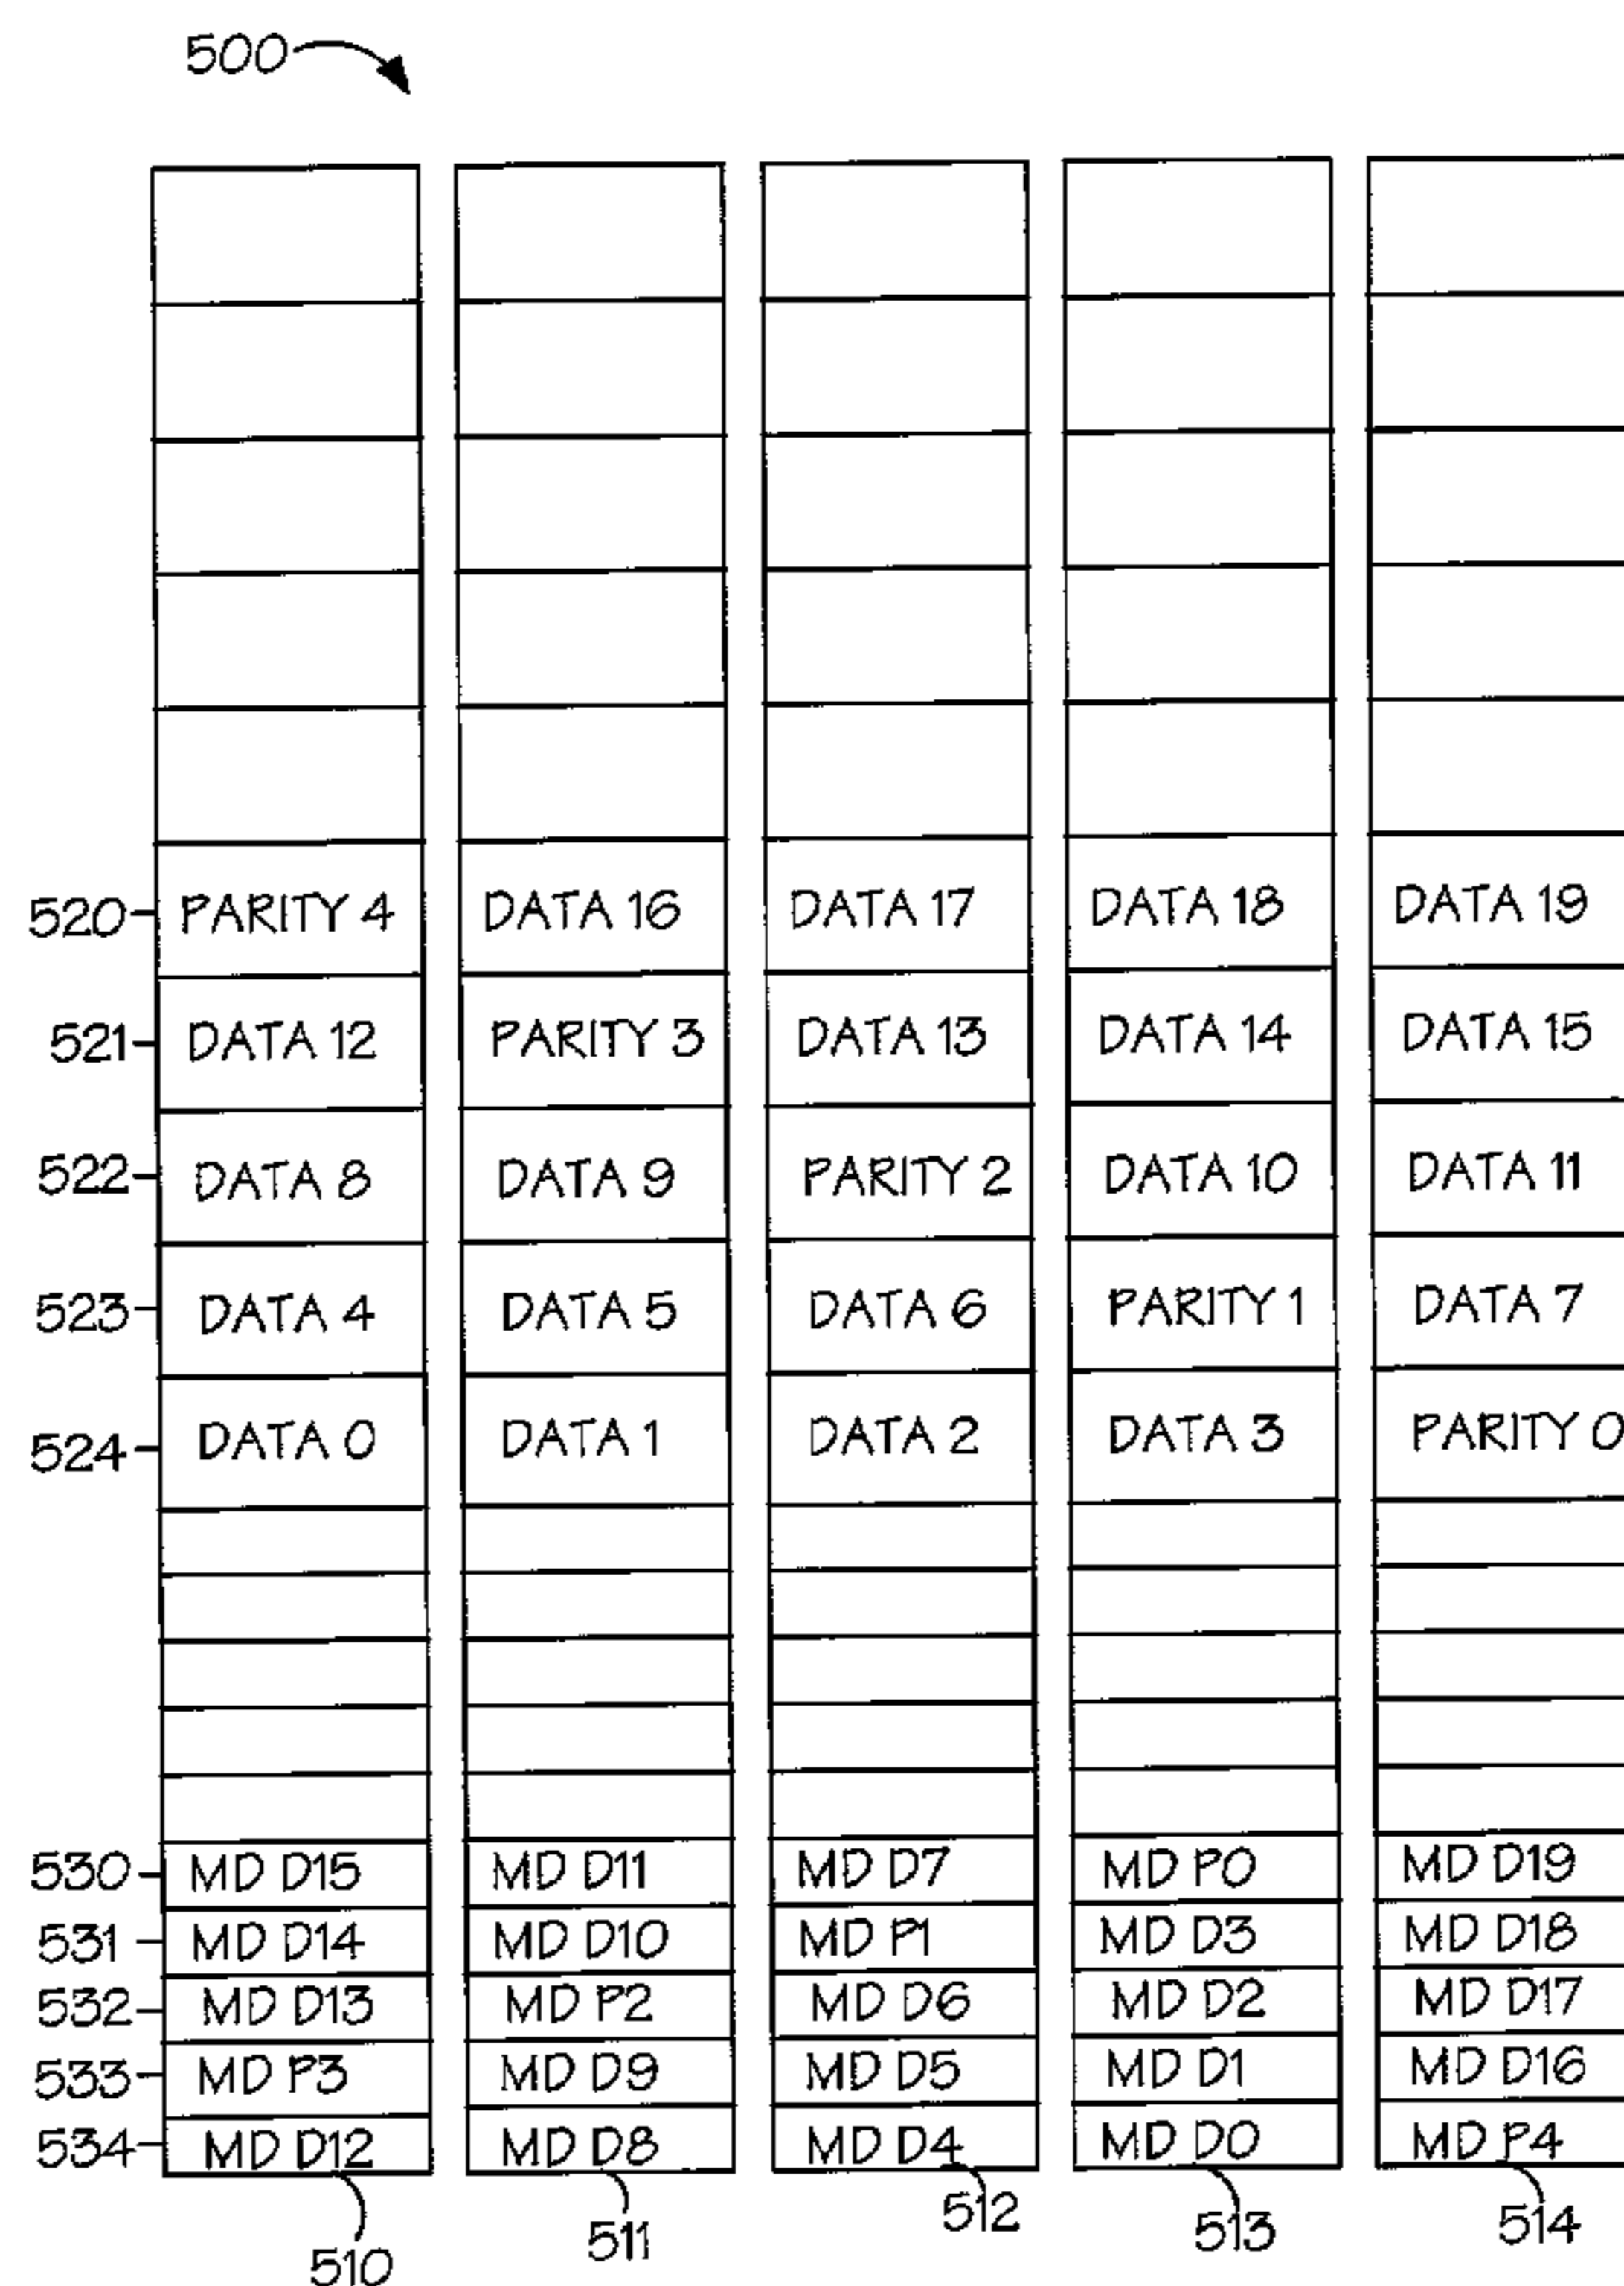 500
520 PARITY 4 DATA 16 DATA 17 DATA 18 DATA 19
521 DATA 12 PARITY 3 DATA 13 DATA 14 DATA 15
522 DATA 8 DATA 9 PARITY 2 DATA 10 DATA 11
523 DATA 4 DATA 5 DATA 6 PARITY 1 DATA 7
524 DATA 0 DATA 1 DATA 2 DATA 3 PARITY 0
530 MD D15 MD D11 MD D7 MD P0 MD D19
531 MD D14 MD D10 MD P1 MD D3 MD D18
532 MD D13 MD P2 MD D6 MD D2 MD D17
533 MD P3 MD D9 MD D5 MD D1 MD D16
534 MD D12 MD D8 MD D4 MD D0 MD P4
510 511 512 513 514